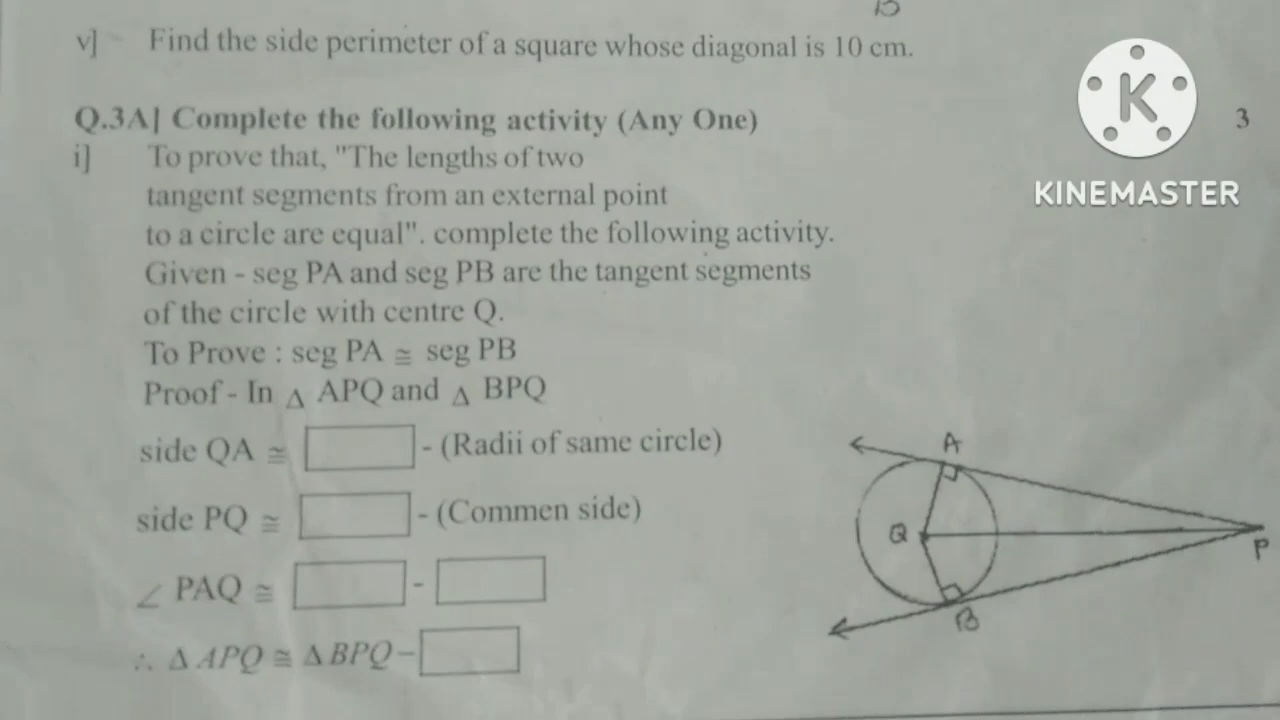 B
v] Find the side perimeter of a square whose diagonal is 10 cm.
K
KINEMASTER
Q.3A] Complete the following activity (Any One) 3
i] To prove that, "The lengths of two
tangent segments from an external point
to a circle are equal". complete the following activity.
Given - seg PA and seg PB are the tangent segments
of the circle with centre Q.
To Prove : seg PA ≅ seg PB
Proof - In △ APQ and △ BPQ
side QA ≅ - (Radii of same circle)
side PQ ≅ - (Commen side)
∠ PAQ ≅ -
∴ Δ APQ ≅ Δ BPQ –
A
Q
P
B